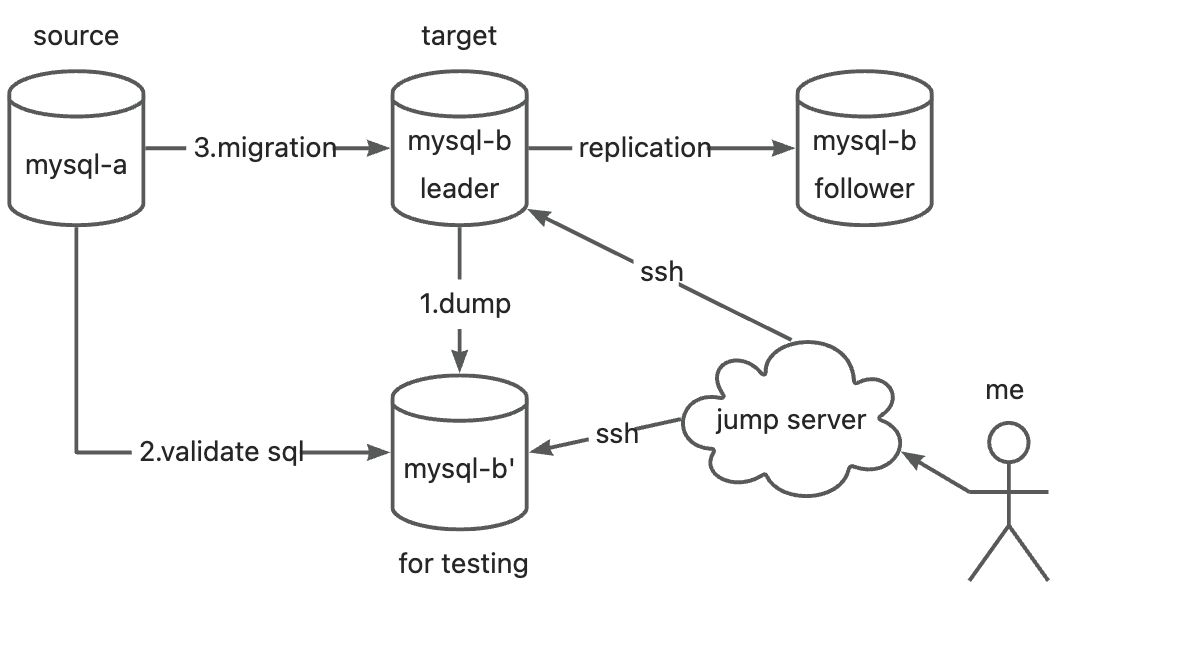 source
target
mysql-a
3.migration
mysql-b
leader
replication
mysql-b
follower
ssh
1.dump
me
jump server
ssh
2.validate sql
mysql-b'
for testing